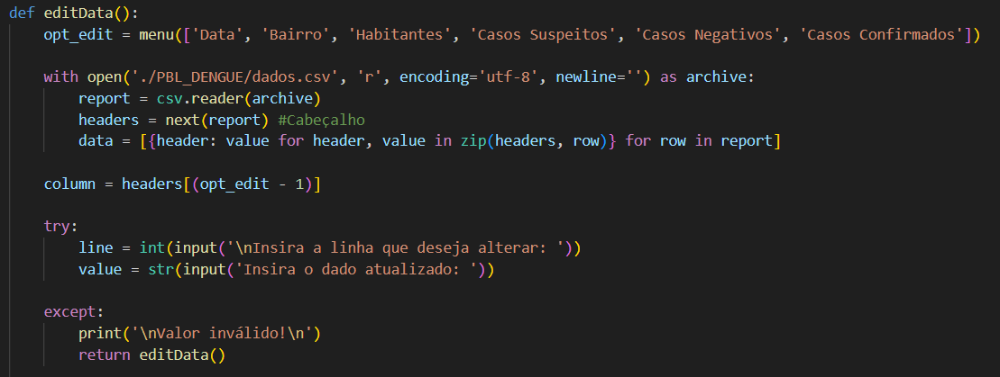 def editData():
    opt_edit = menu(['Data', 'Bairro', 'Habitantes', 'Casos Suspeitos', 'Casos Negativos', 'Casos Confirmados'])
    with open('./PBL_DENGUE/dados.csv', 'r', encoding='utf-8', newline='') as archive:
        report = csv.reader(archive)
        headers = next(report) #Cabeçalho
        data = [{header: value for header, value in zip(headers, row)} for row in report]
    column = headers[(opt_edit - 1)]
    try:
        line = int(input('\nInsira a linha que deseja alterar: '))
        value = str(input('Insira o dado atualizado: '))
    except:
        print('\nValor inválido!\n')
        return editData()